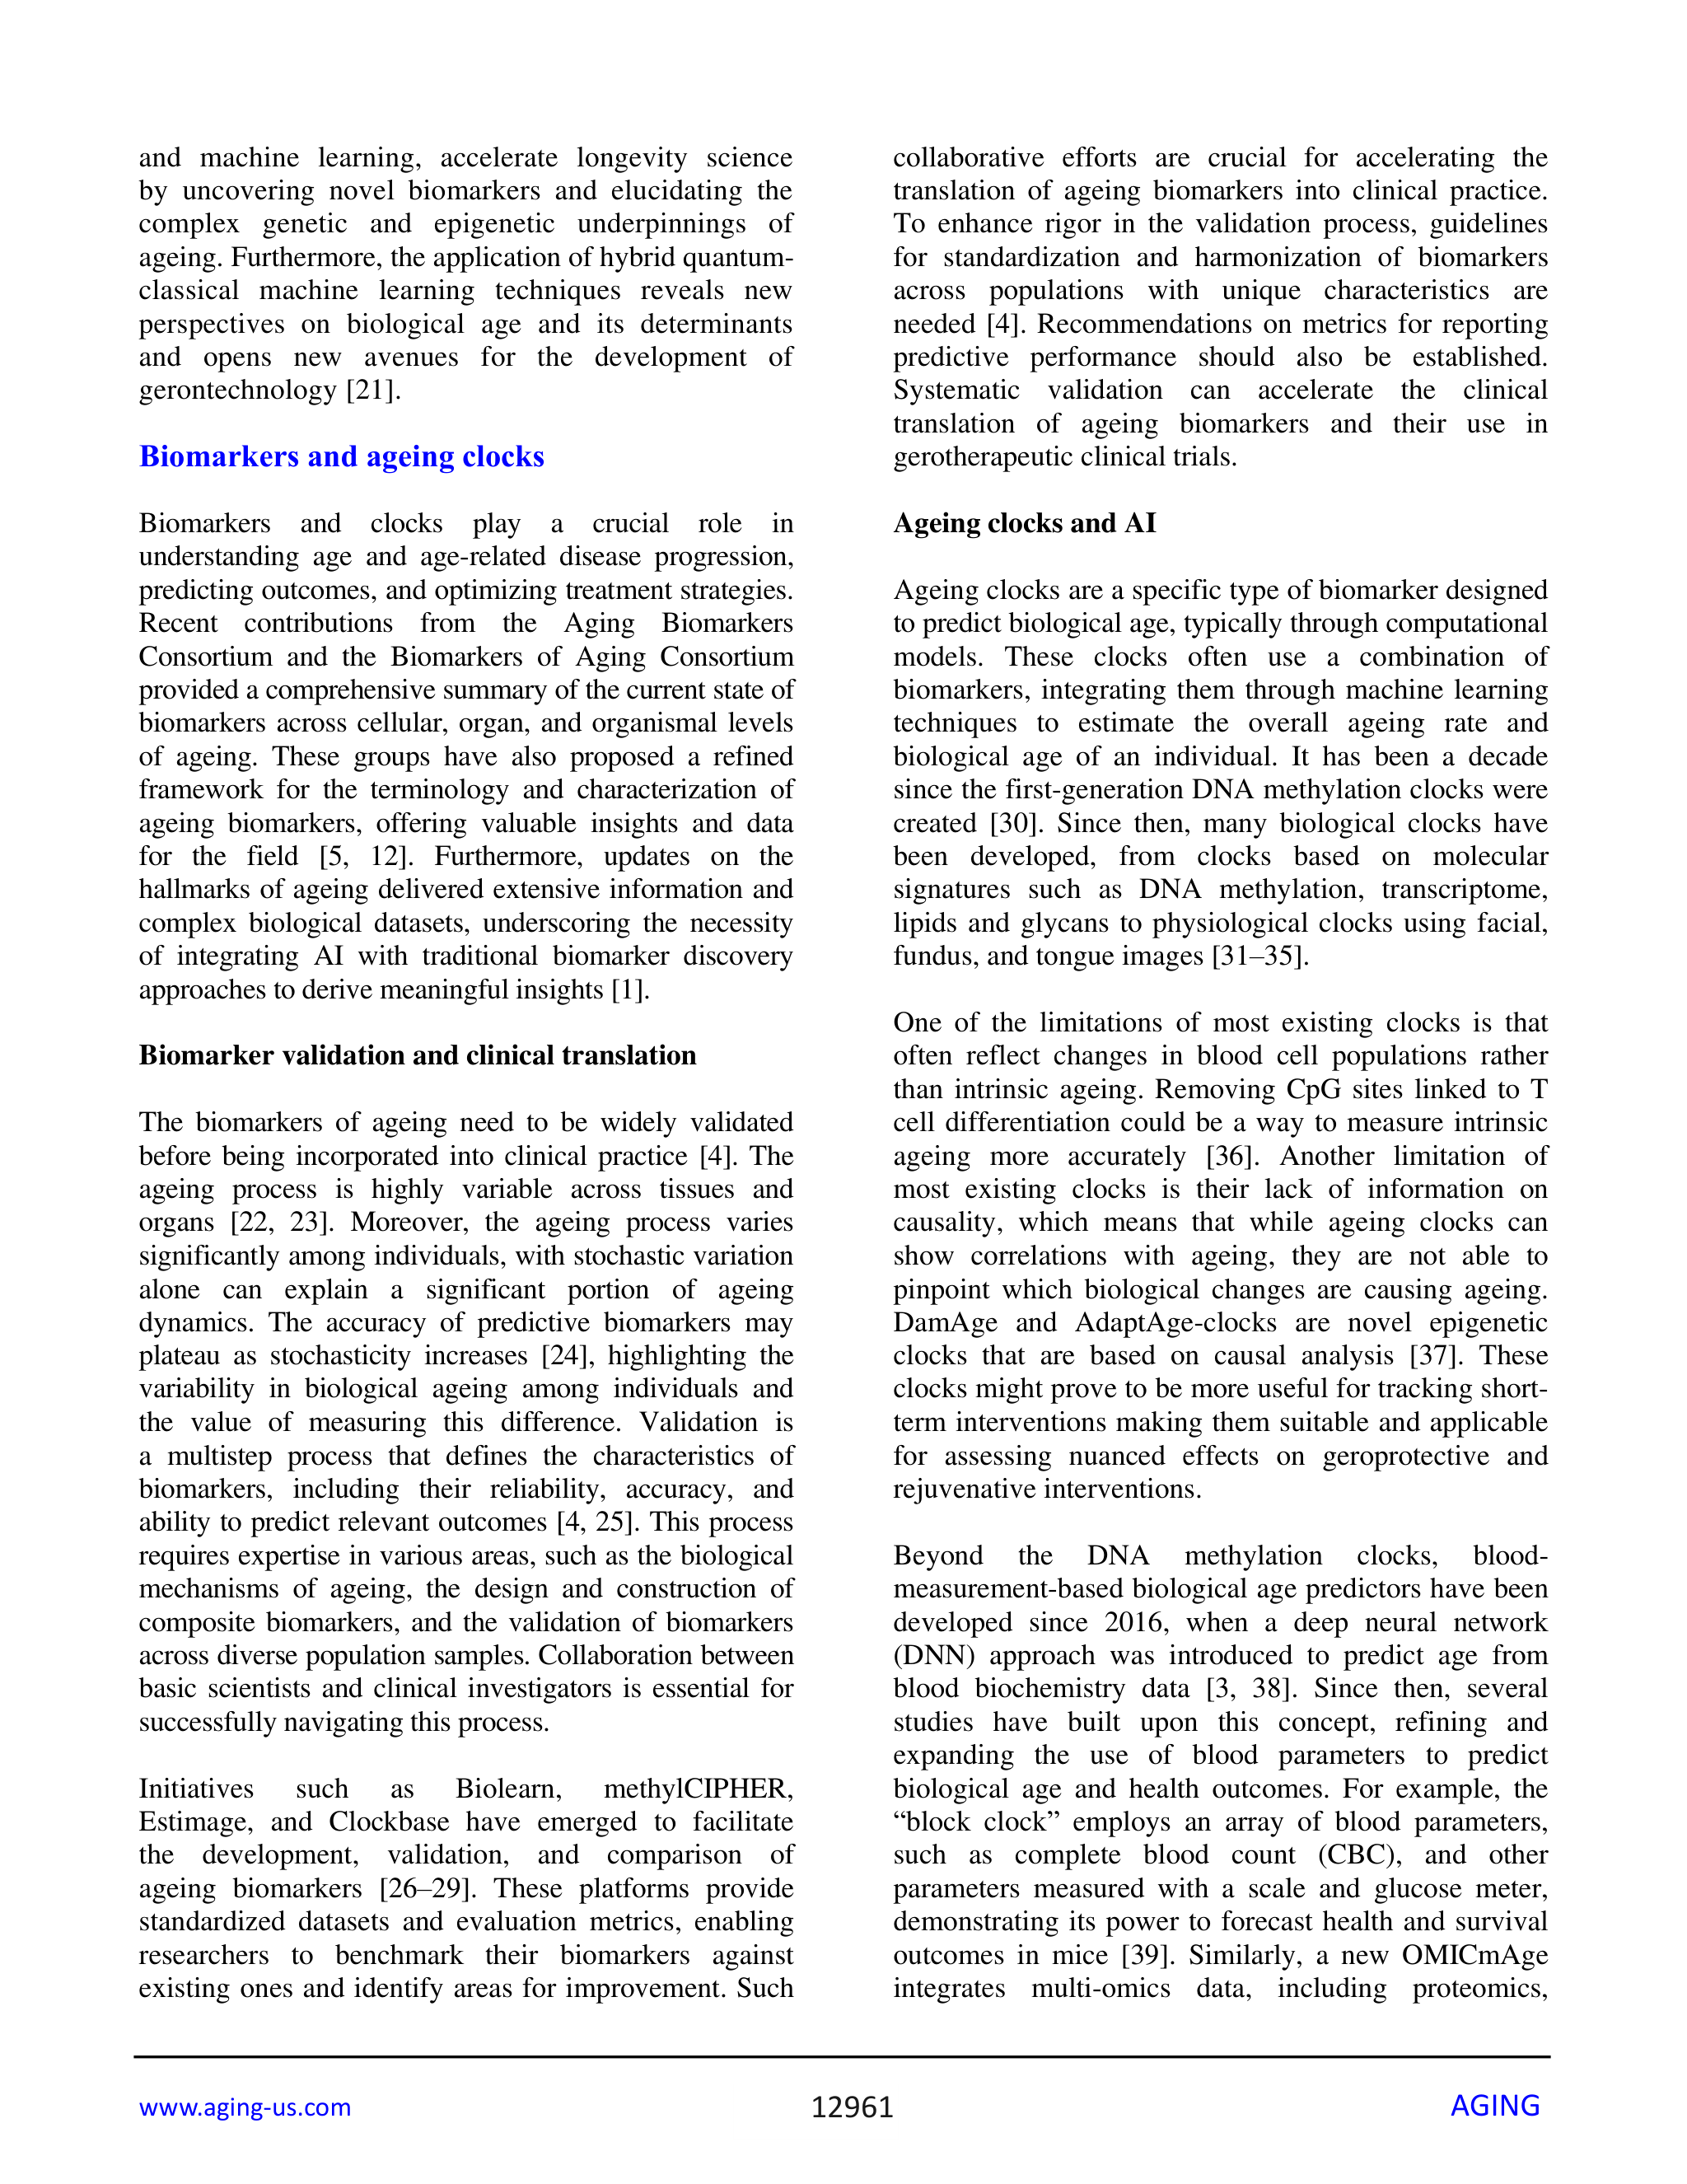 and machine learning, accelerate longevity science
by uncovering novel biomarkers and elucidating the
complex genetic and epigenetic underpinnings of
ageing. Furthermore, the application of hybrid quantum-
classical machine learning techniques reveals new
perspectives on biological age and its determinants
and opens new avenues for the development of
gerontechnology [21].
Biomarkers and ageing clocks
Biomarkers and clocks play a crucial role in
understanding age and age-related disease progression,
predicting outcomes, and optimizing treatment strategies.
Recent contributions from the Aging Biomarkers
Consortium and the Biomarkers of Aging Consortium
provided a comprehensive summary of the current state of
biomarkers across cellular, organ, and organismal levels
of ageing. These groups have also proposed a refined
framework for the terminology and characterization of
ageing biomarkers, offering valuable insights and data
for the field [5, 12]. Furthermore, updates on the
hallmarks of ageing delivered extensive information and
complex biological datasets, underscoring the necessity
of integrating AI with traditional biomarker discovery
approaches to derive meaningful insights [1].
Biomarker validation and clinical translation
The biomarkers of ageing need to be widely validated
before being incorporated into clinical practice [4]. The
ageing process is highly variable across tissues and
organs [22, 23]. Moreover, the ageing process varies
significantly among individuals, with stochastic variation
alone can explain a significant portion of ageing
dynamics. The accuracy of predictive biomarkers may
plateau as stochasticity increases [24], highlighting the
variability in biological ageing among individuals and
the value of measuring this difference. Validation is
a multistep process that defines the characteristics of
biomarkers, including their reliability, accuracy, and
ability to predict relevant outcomes [4, 25]. This process
requires expertise in various areas, such as the biological
mechanisms of ageing, the design and construction of
composite biomarkers, and the validation of biomarkers
across diverse population samples. Collaboration between
basic scientists and clinical investigators is essential for
successfully navigating this process.
Initiatives such as Biolearn, methylCIPHER,
Estimage, and Clockbase have emerged to facilitate
the development, validation, and comparison of
ageing biomarkers [26–29]. These platforms provide
standardized datasets and evaluation metrics, enabling
researchers to benchmark their biomarkers against
existing ones and identify areas for improvement. Such
collaborative efforts are crucial for accelerating the
translation of ageing biomarkers into clinical practice.
To enhance rigor in the validation process, guidelines
for standardization and harmonization of biomarkers
across populations with unique characteristics are
needed [4]. Recommendations on metrics for reporting
predictive performance should also be established.
Systematic validation can accelerate the clinical
translation of ageing biomarkers and their use in
gerotherapeutic clinical trials.
Ageing clocks and AI
Ageing clocks are a specific type of biomarker designed
to predict biological age, typically through computational
models. These clocks often use a combination of
biomarkers, integrating them through machine learning
techniques to estimate the overall ageing rate and
biological age of an individual. It has been a decade
since the first-generation DNA methylation clocks were
created [30]. Since then, many biological clocks have
been developed, from clocks based on molecular
signatures such as DNA methylation, transcriptome,
lipids and glycans to physiological clocks using facial,
fundus, and tongue images [31–35].
One of the limitations of most existing clocks is that
often reflect changes in blood cell populations rather
than intrinsic ageing. Removing CpG sites linked to T
cell differentiation could be a way to measure intrinsic
ageing more accurately [36]. Another limitation of
most existing clocks is their lack of information on
causality, which means that while ageing clocks can
show correlations with ageing, they are not able to
pinpoint which biological changes are causing ageing.
DamAge and AdaptAge-clocks are novel epigenetic
clocks that are based on causal analysis [37]. These
clocks might prove to be more useful for tracking short-
term interventions making them suitable and applicable
for assessing nuanced effects on geroprotective and
rejuvenative interventions.
Beyond the DNA methylation clocks, blood-
measurement-based biological age predictors have been
developed since 2016, when a deep neural network
(DNN) approach was introduced to predict age from
blood biochemistry data [3, 38]. Since then, several
studies have built upon this concept, refining and
expanding the use of blood parameters to predict
biological age and health outcomes. For example, the
“block clock” employs an array of blood parameters,
such as complete blood count (CBC), and other
parameters measured with a scale and glucose meter,
demonstrating its power to forecast health and survival
outcomes in mice [39]. Similarly, a new OMICmAge
integrates multi-omics data, including proteomics,
www.aging-us.com
12961
AGING